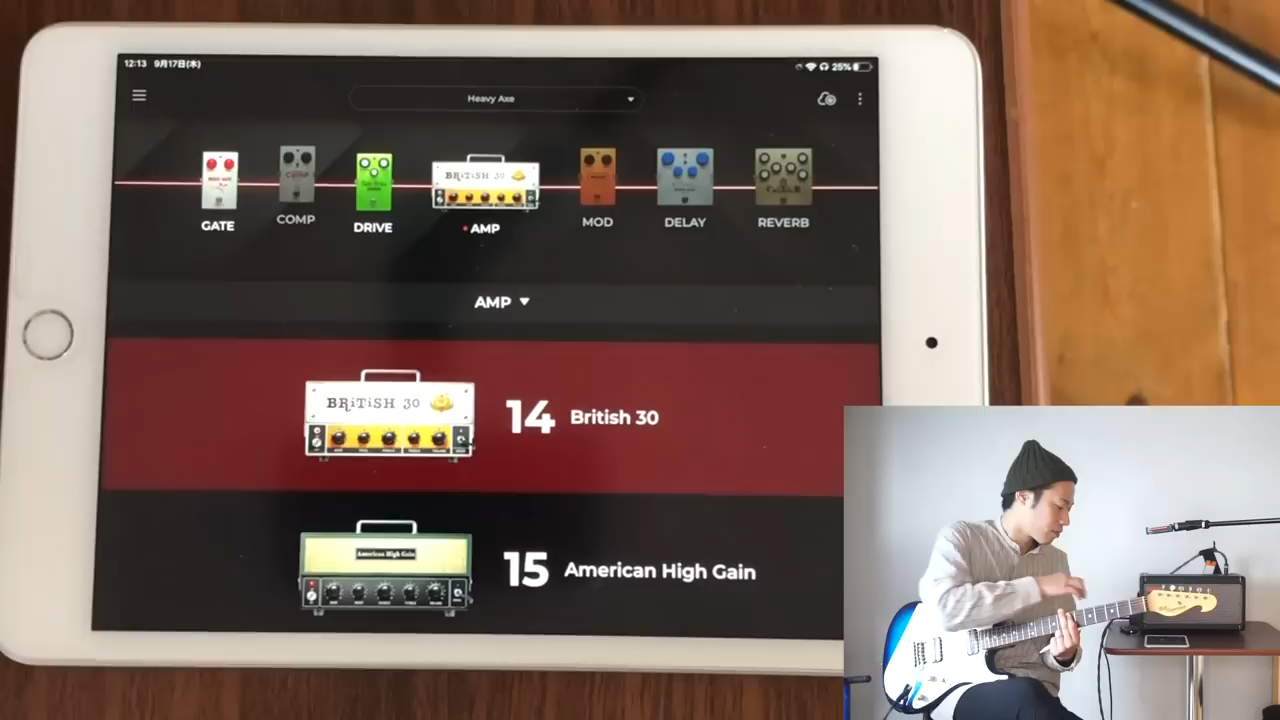 12:13 9月17日(木)
25%
Heavy Axe
BRITISH 30
GATE
COMP
DRIVE
AMP
MOD
DELAY
REVERB
AMP
BRITISH 30
14 British 30
American High Gain
15 American High Gain